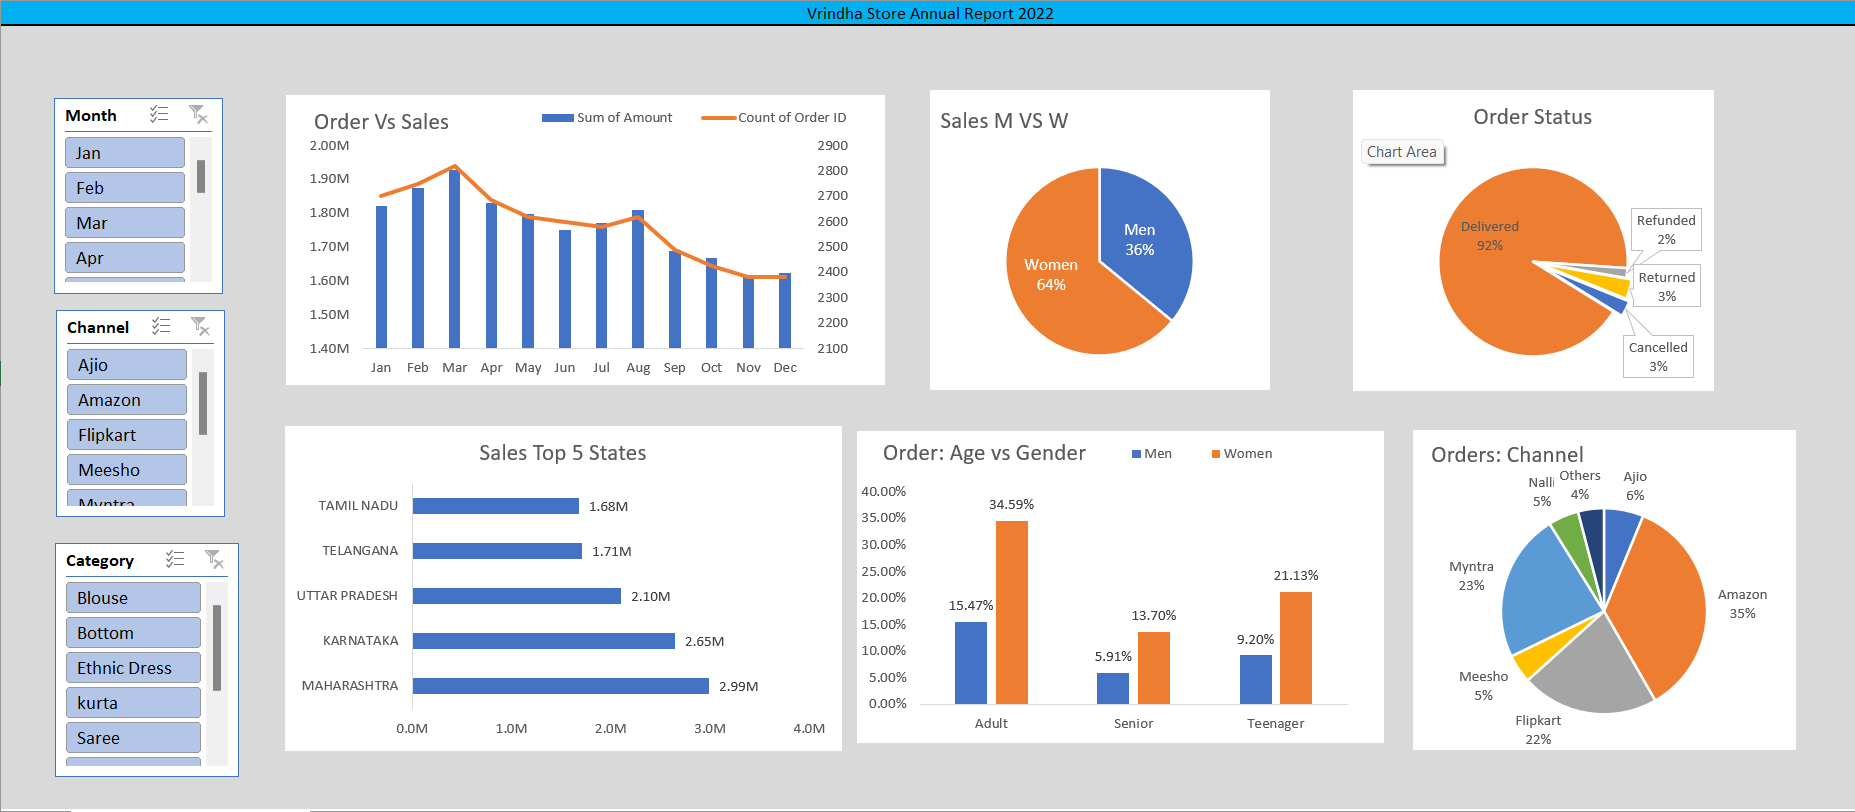 Vrindha Store Annual Report 2022
Month
Jan
Feb
Mar
Apr
Channel
Ajio
Amazon
Flipkart
Meesho
Myntra
Category
Blouse
Bottom
Ethnic Dress
kurta
Saree
Order Vs Sales
Sum of Amount
Count of Order ID
2.00M
1.90M
1.80M
1.70M
1.60M
1.50M
1.40M
2900
2800
2700
2600
2500
2400
2300
2200
2100
Jan Feb Mar Apr May Jun Jul Aug Sep Oct Nov Dec
Sales M VS W
Men
36%
Women
64%
Order Status
Chart Area
Delivered
92%
Refunded
2%
Returned
3%
Cancelled
3%
Sales Top 5 States
TAMIL NADU 1.68M
TELANGANA 1.71M
UTTAR PRADESH 2.10M
KARNATAKA 2.65M
MAHARASHTRA 2.99M
0.0M 1.0M 2.0M 3.0M 4.0M
Order: Age vs Gender
Men
Women
40.00%
35.00%
30.00%
25.00%
20.00%
15.00%
10.00%
5.00%
0.00%
15.47%
34.59%
5.91%
13.70%
9.20%
21.13%
Adult Senior Teenager
Orders: Channel
Nalli
5%
Others
4%
Ajio
6%
Myntra
23%
Amazon
35%
Meesho
5%
Flipkart
22%